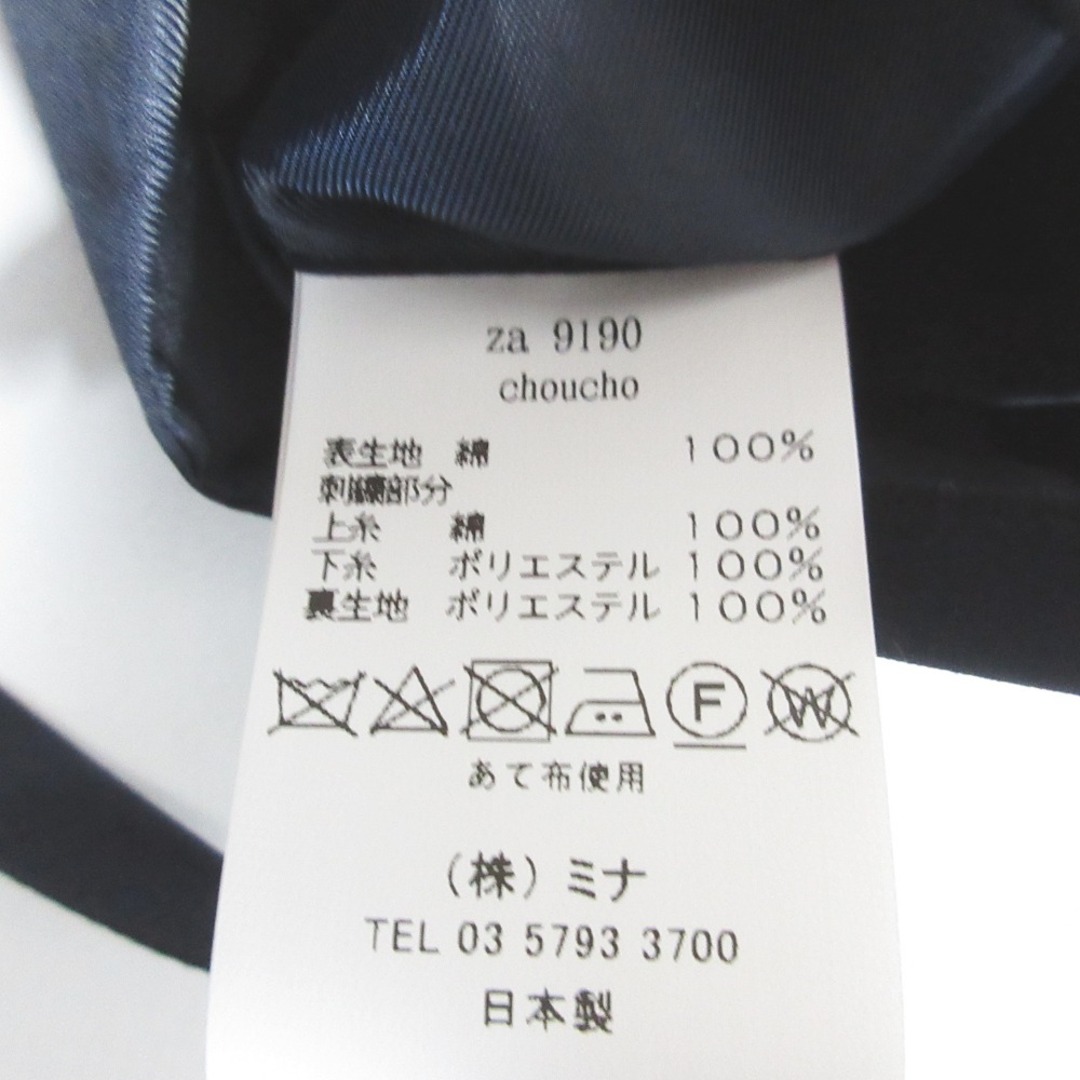 za 9190
choucho
表生地 綿 100%
刺繍部分
上糸 綿 100%
下糸 ポリエステル 100%
裏生地 ポリエステル 100%
F W
あて布使用
(株)ミナ
TEL 03 5793 3700
日本製